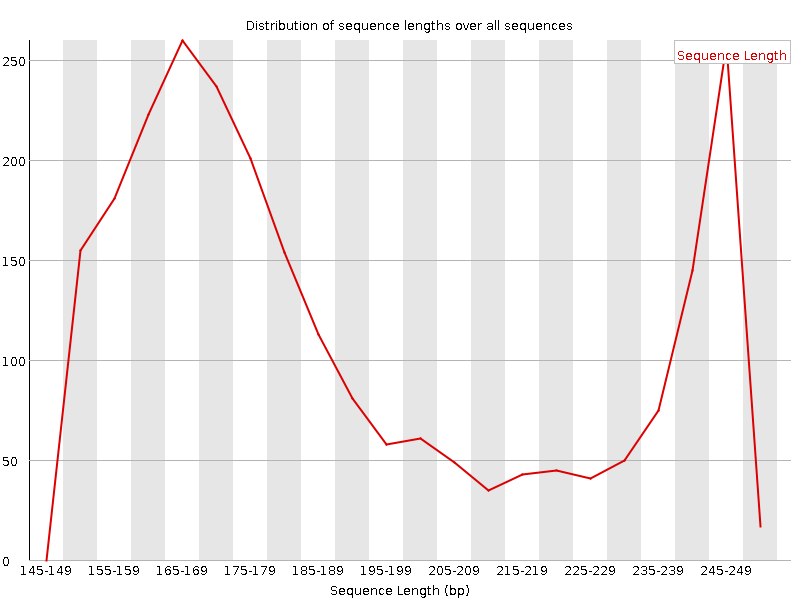 Distribution of sequence lengths over all sequences
Sequence Length
250
200
150
100
50
0
145-149 155-159 165-169 175-179 185-189 195-199 205-209 215-219 225-229 235-239 245-249
Sequence Length (bp)